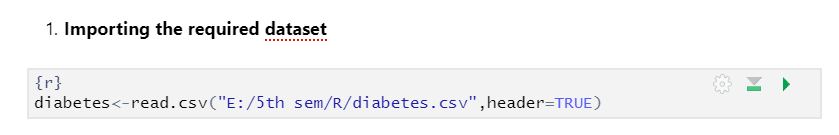 1. Importing the required dataset
{r}
diabetes<-read.csv("E:/5th sem/R/diabetes.csv",header=TRUE)